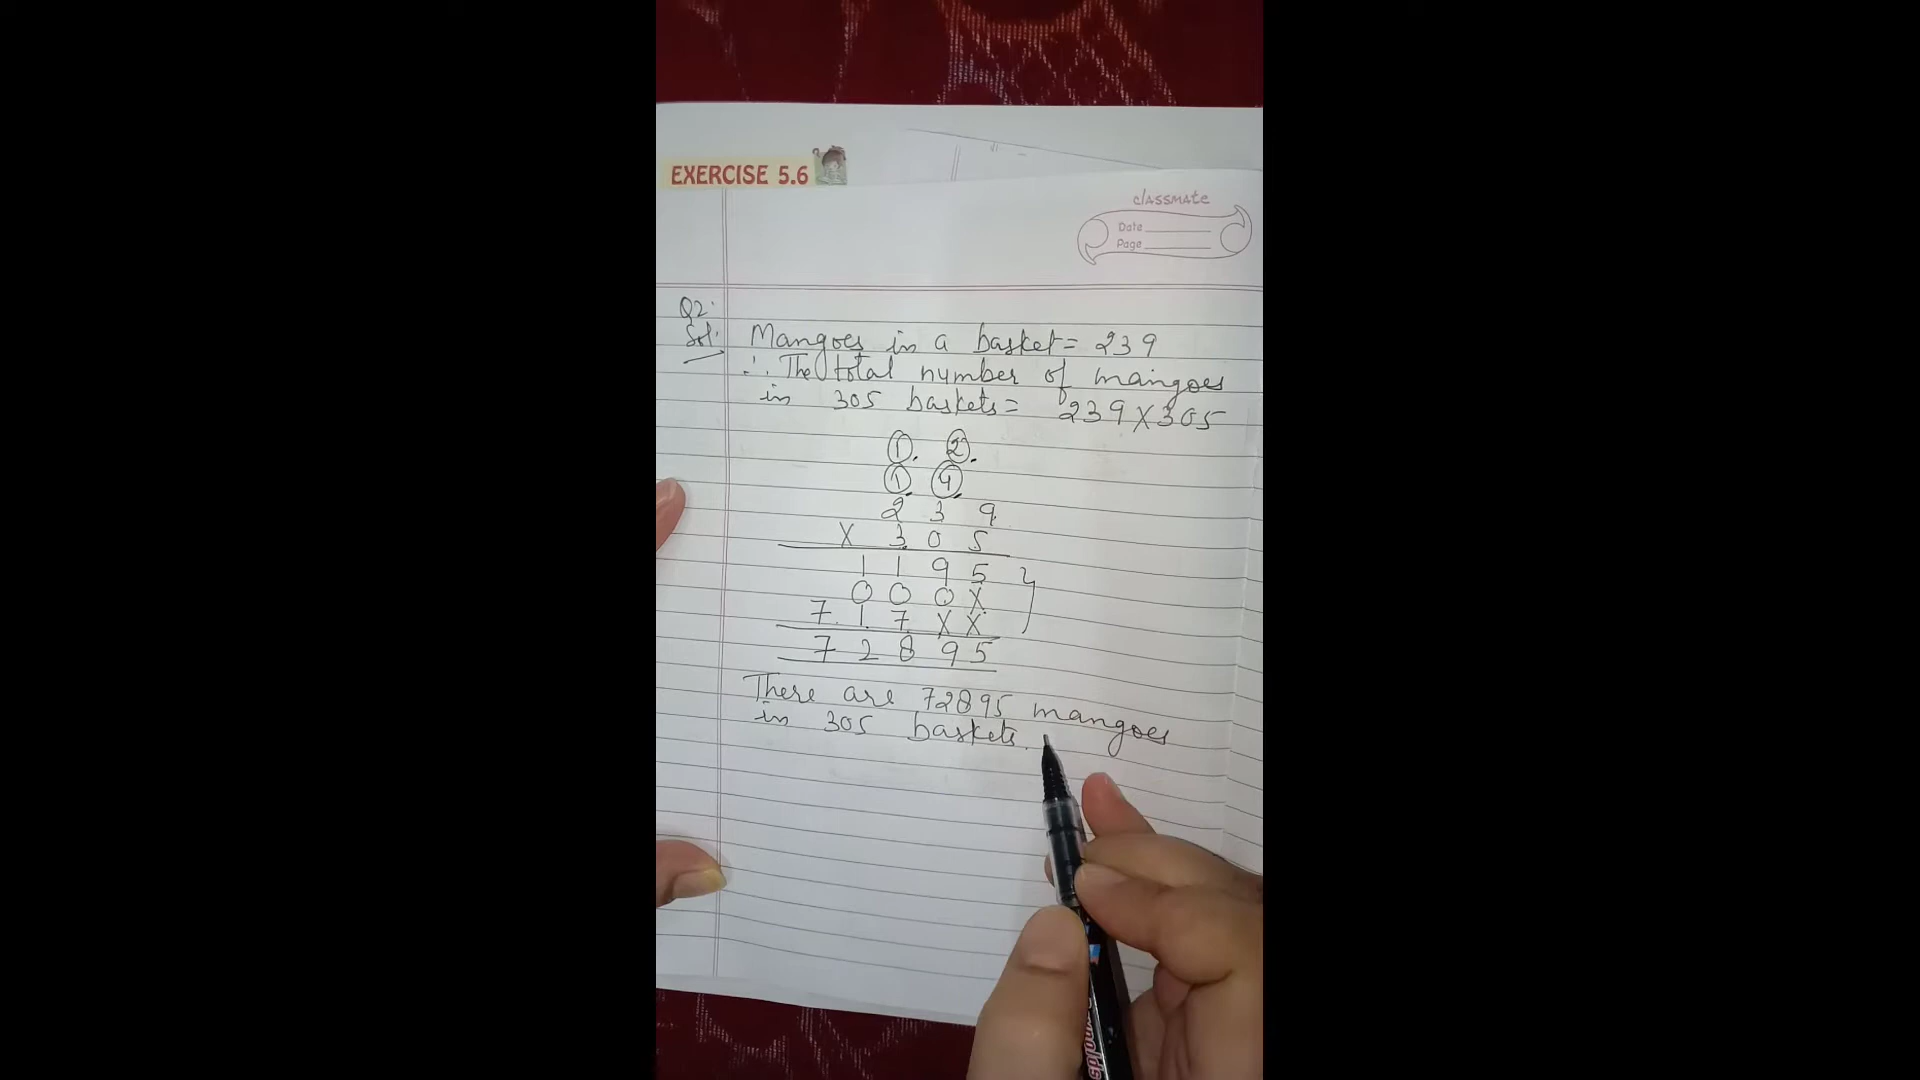 EXERCISE 5.6
classmate
Date
Page
Q2.
Sol. Mangoes in a basket = 239
∴ The total number of mangoes
in 305 baskets = 239 X 305
1. 2.
1. 4.
2 3 9
X 3 0 5
1 1 9 5
0 0 0 X
7 1 7 X X
7 2 8 9 5
There are 72895 mangoes
in 305 baskets.